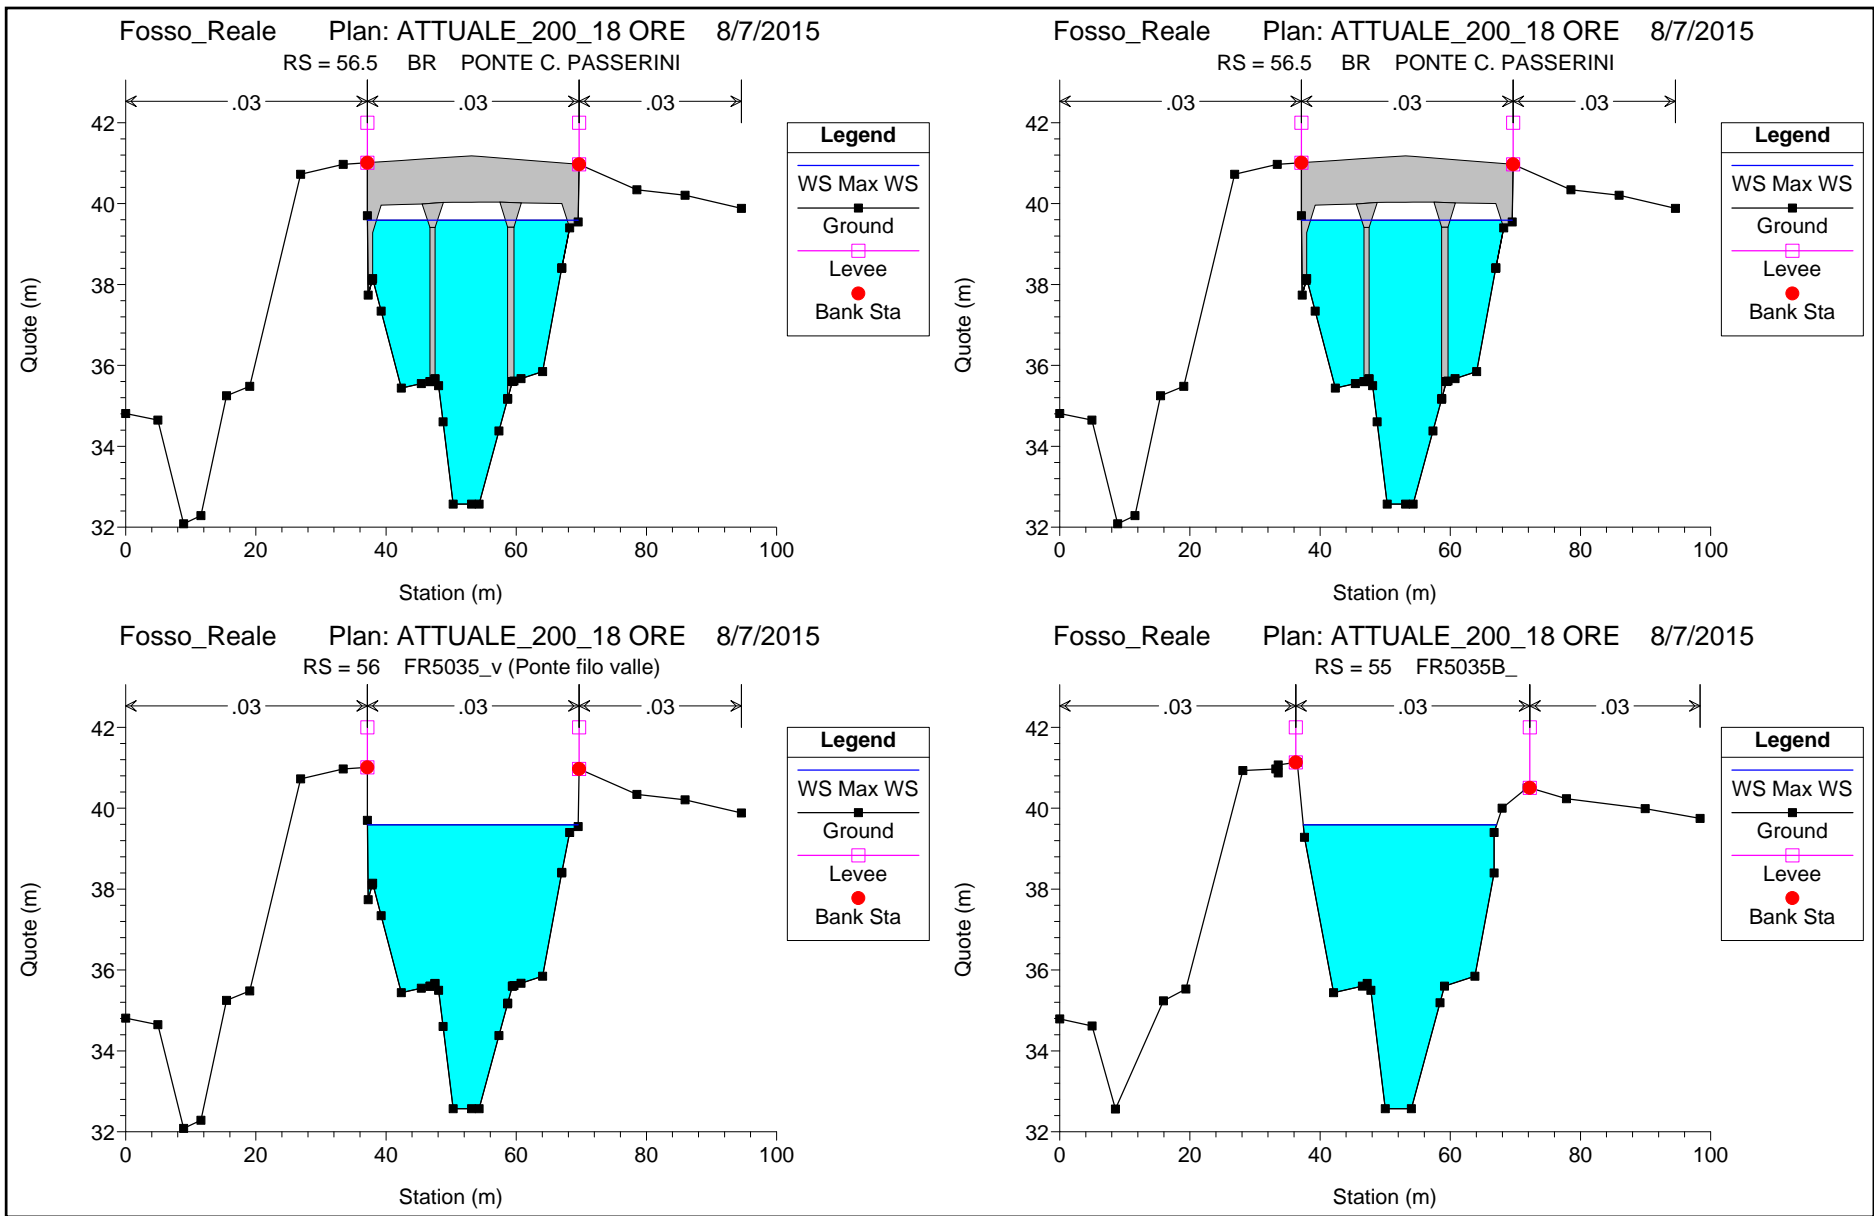 Fosso_Reale Plan: ATTUALE_200_18 ORE 8/7/2015
RS = 56.5 BR PONTE C. PASSERINI
.03 .03 .03
42
40
38
36
34
32
Quote (m)
0 20 40 60 80 100
Station (m)
Legend
WS Max WS
Ground
Levee
Bank Sta
Fosso_Reale Plan: ATTUALE_200_18 ORE 8/7/2015
RS = 56.5 BR PONTE C. PASSERINI
.03 .03 .03
42
40
38
36
34
32
Quote (m)
0 20 40 60 80 100
Station (m)
Legend
WS Max WS
Ground
Levee
Bank Sta
Fosso_Reale Plan: ATTUALE_200_18 ORE 8/7/2015
RS = 56 FR5035_v (Ponte filo valle)
.03 .03 .03
42
40
38
36
34
32
Quote (m)
0 20 40 60 80 100
Station (m)
Legend
WS Max WS
Ground
Levee
Bank Sta
Fosso_Reale Plan: ATTUALE_200_18 ORE 8/7/2015
RS = 55 FR5035B_
.03 .03 .03
42
40
38
36
34
32
Quote (m)
0 20 40 60 80 100
Station (m)
Legend
WS Max WS
Ground
Levee
Bank Sta